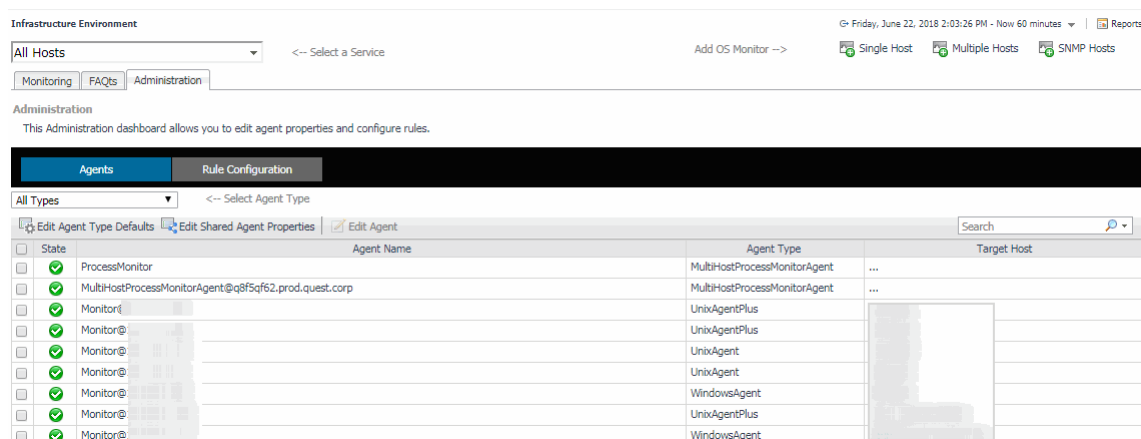 Infrastructure Environment
Friday, June 22, 2018 2:03:26 PM - Now 60 minutes | Reports
All Hosts <-- Select a Service Add OS Monitor --> Single Host Multiple Hosts SNMP Hosts
Monitoring FAQts Administration
Administration
This Administration dashboard allows you to edit agent properties and configure rules.
Agents Rule Configuration
All Types <-- Select Agent Type
Edit Agent Type Defaults Edit Shared Agent Properties Edit Agent Search
State Agent Name Agent Type Target Host
ProcessMonitor MultiHostProcessMonitorAgent ...
MultiHostProcessMonitorAgent@q8f5qf62.prod.quest.corp MultiHostProcessMonitorAgent ...
Monitor@ UnixAgentPlus
Monitor@ UnixAgentPlus
Monitor@ UnixAgent
Monitor@ UnixAgent
Monitor@ WindowsAgent
Monitor@ UnixAgentPlus
Monitor@ WindowsAgent